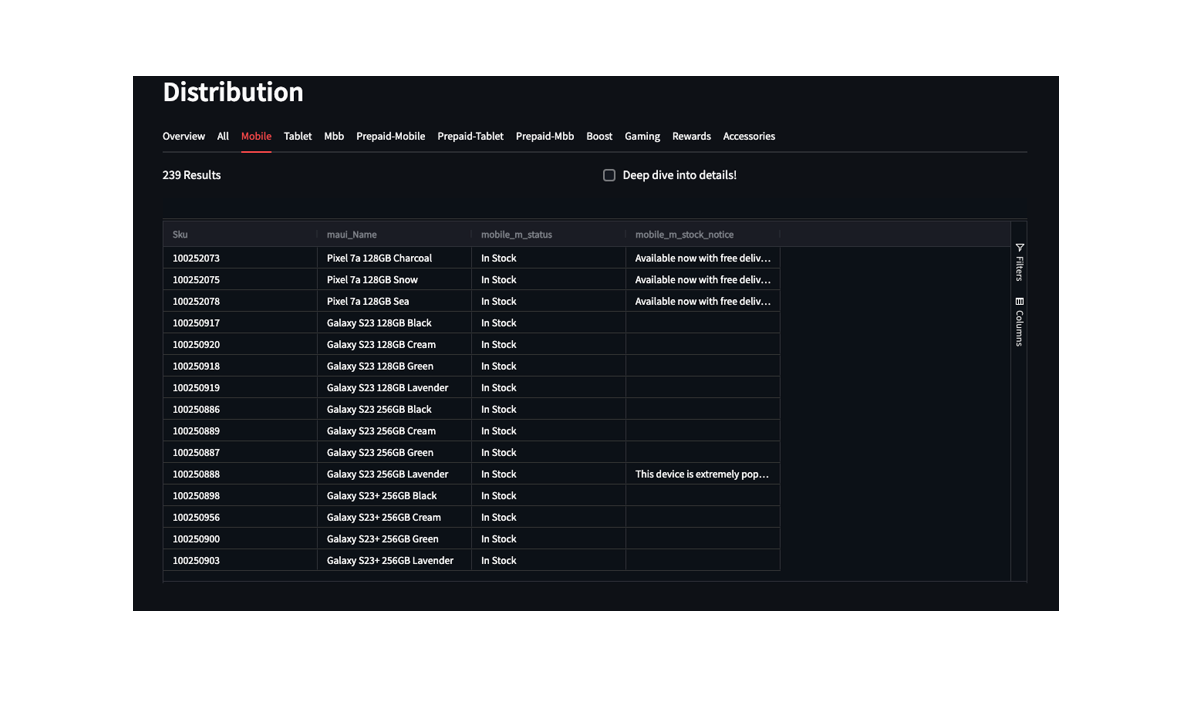 Distribution
Overview All Mobile Tablet Mbb Prepaid-Mobile Prepaid-Tablet Prepaid-Mbb Boost Gaming Rewards Accessories
239 Results Deep dive into details!
Sku maui_Name mobile_m_status mobile_m_stock_notice
100252073 Pixel 7a 128GB Charcoal In Stock Available now with free deliv...
100252075 Pixel 7a 128GB Snow In Stock Available now with free deliv...
100252078 Pixel 7a 128GB Sea In Stock Available now with free deliv...
100250917 Galaxy S23 128GB Black In Stock
100250920 Galaxy S23 128GB Cream In Stock
100250918 Galaxy S23 128GB Green In Stock
100250919 Galaxy S23 128GB Lavender In Stock
100250886 Galaxy S23 256GB Black In Stock
100250889 Galaxy S23 256GB Cream In Stock
100250887 Galaxy S23 256GB Green In Stock
100250888 Galaxy S23 256GB Lavender In Stock This device is extremely pop...
100250898 Galaxy S23+ 256GB Black In Stock
100250956 Galaxy S23+ 256GB Cream In Stock
100250900 Galaxy S23+ 256GB Green In Stock
100250903 Galaxy S23+ 256GB Lavender In Stock
Filters
Columns